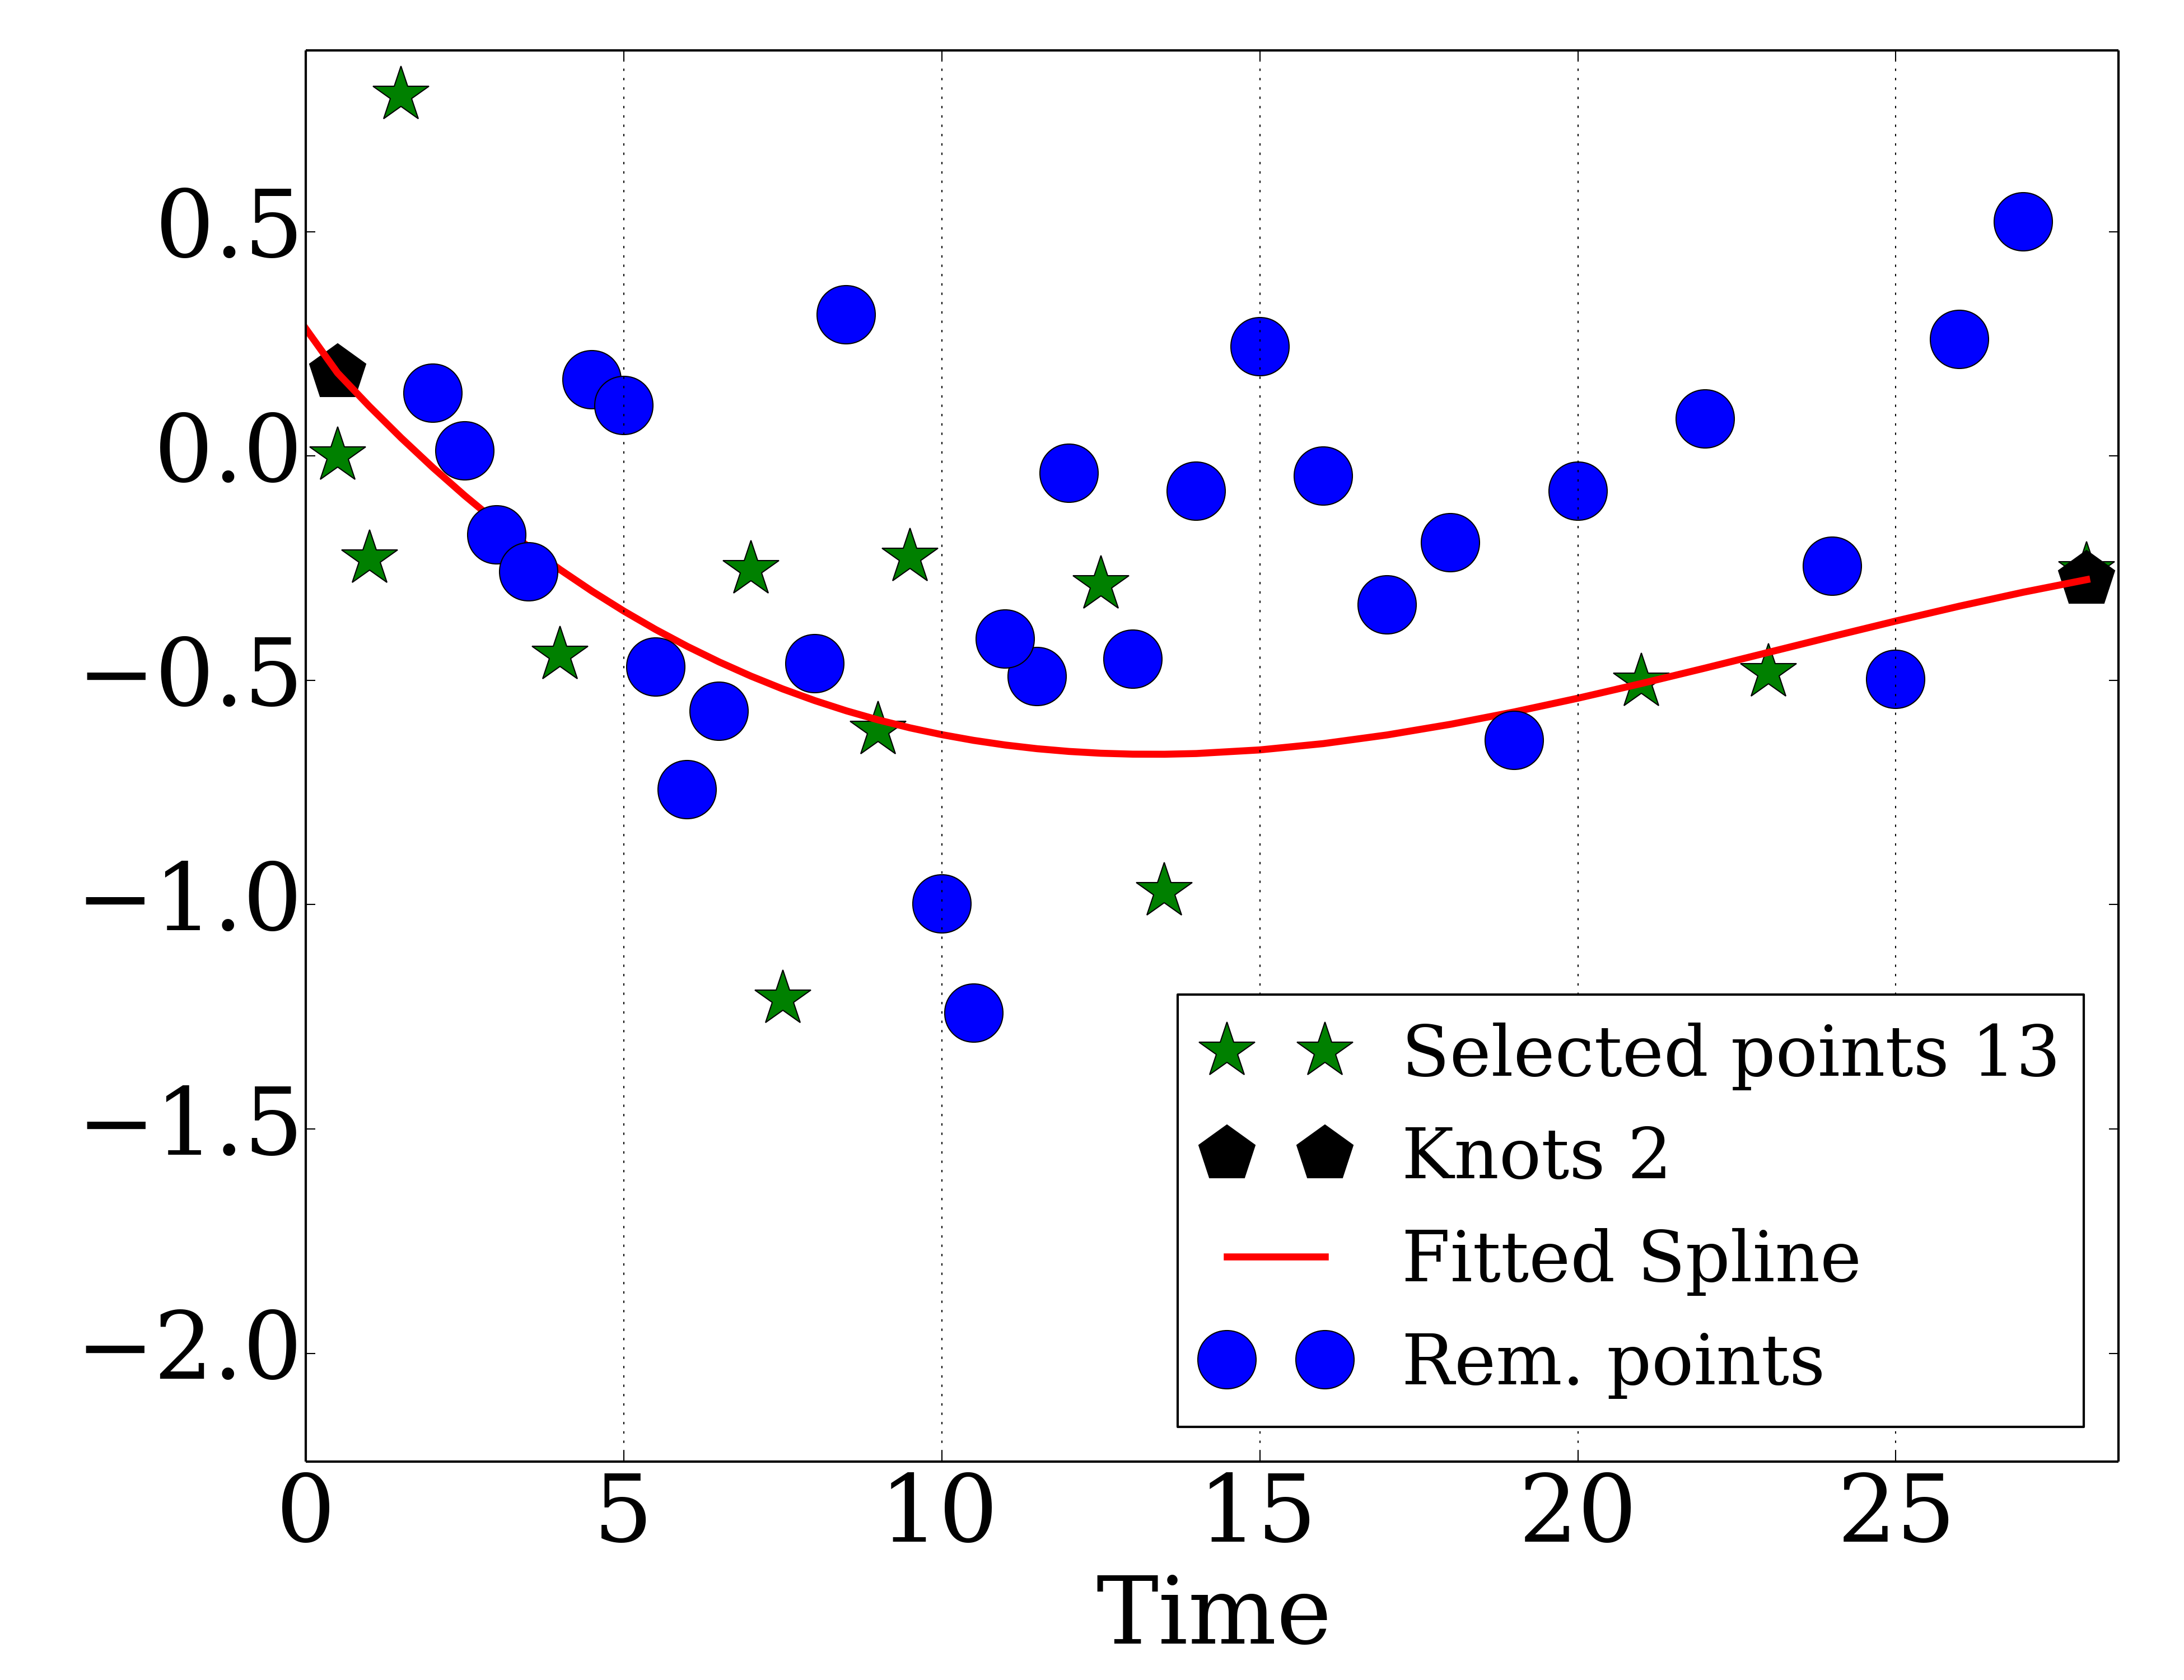 0.5
0.0
−0.5
−1.0
−1.5
−2.0
Selected points 13
Knots 2
Fitted Spline
Rem. points
0 5 10 15 20 25
Time